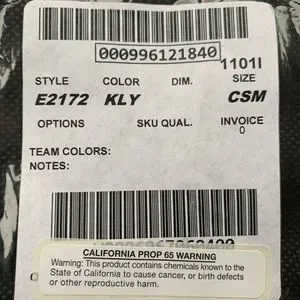 000996121840
1101I
STYLE COLOR DIM. SIZE
E2172 KLY CSM
OPTIONS SKU QUAL. INVOICE
0
TEAM COLORS:
NOTES:
CALIFORNIA PROP 65 WARNING
Warning: This product contains chemicals known to the
State of California to cause cancer, or birth defects
or other reproductive harm.